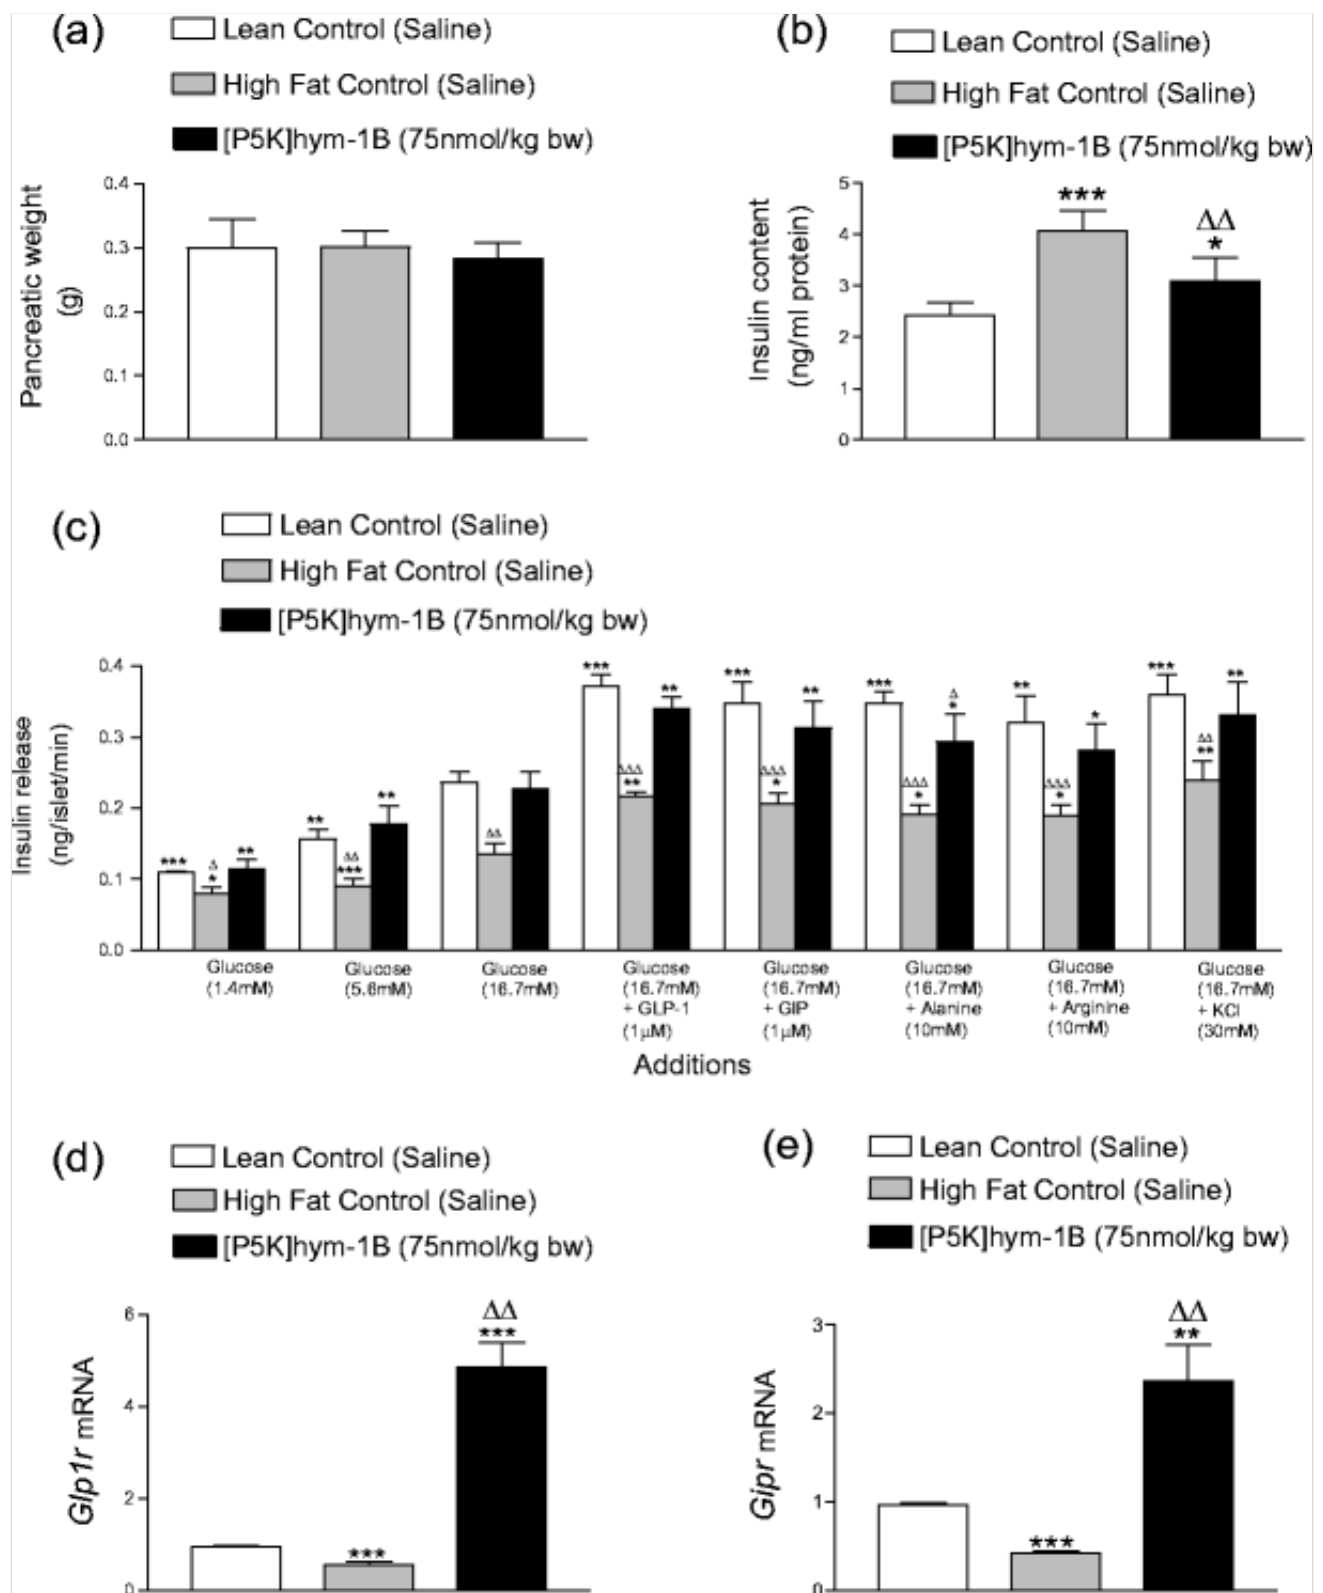 (a)
Lean Control (Saline)
High Fat Control (Saline)
[P5K]hym-1B (75nmol/kg bw)
Pancreatic weight
(g)
0.4
0.3
0.2
0.1
0.0
(b)
Lean Control (Saline)
High Fat Control (Saline)
[P5K]hym-1B (75nmol/kg bw)
Insulin content
(ng/ml protein)
5
4
3
2
1
0
***
ΔΔ
*
(c)
Lean Control (Saline)
High Fat Control (Saline)
[P5K]hym-1B (75nmol/kg bw)
Insulin release
(ng/islet/min)
0.4
0.3
0.2
0.1
0.0
***
Δ
*
**
**
ΔΔ
***
**
ΔΔ
***
ΔΔΔ
**
**
***
ΔΔΔ
*
**
***
ΔΔΔ
*
Δ
*
**
ΔΔΔ
*
*
***
ΔΔ
**
**
Glucose
(1.4mM)
Glucose
(5.6mM)
Glucose
(16.7mM)
Glucose
(16.7mM)
+ GLP-1
(1μM)
Glucose
(16.7mM)
+ GIP
(1μM)
Glucose
(16.7mM)
+ Alanine
(10mM)
Glucose
(16.7mM)
+ Arginine
(10mM)
Glucose
(16.7mM)
+ KCl
(30mM)
Additions
(d)
Lean Control (Saline)
High Fat Control (Saline)
[P5K]hym-1B (75nmol/kg bw)
Glp1r mRNA
6
4
2
0
***
ΔΔ
***
(e)
Lean Control (Saline)
High Fat Control (Saline)
[P5K]hym-1B (75nmol/kg bw)
Gipr mRNA
3
2
1
0
***
ΔΔ
**